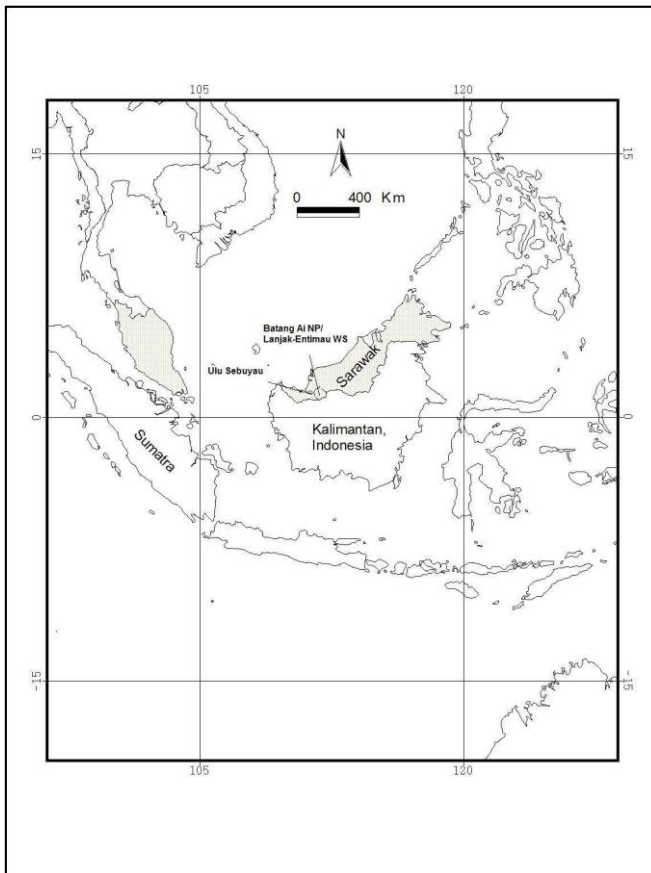 105
120
15
15
N
0 400 Km
Batang Ai NP/
Lanjak-Entimau WS
Ulu Sebuyau
Sarawak
0
0
Kalimantan,
Indonesia
Sumatra
-15
-15
105
120